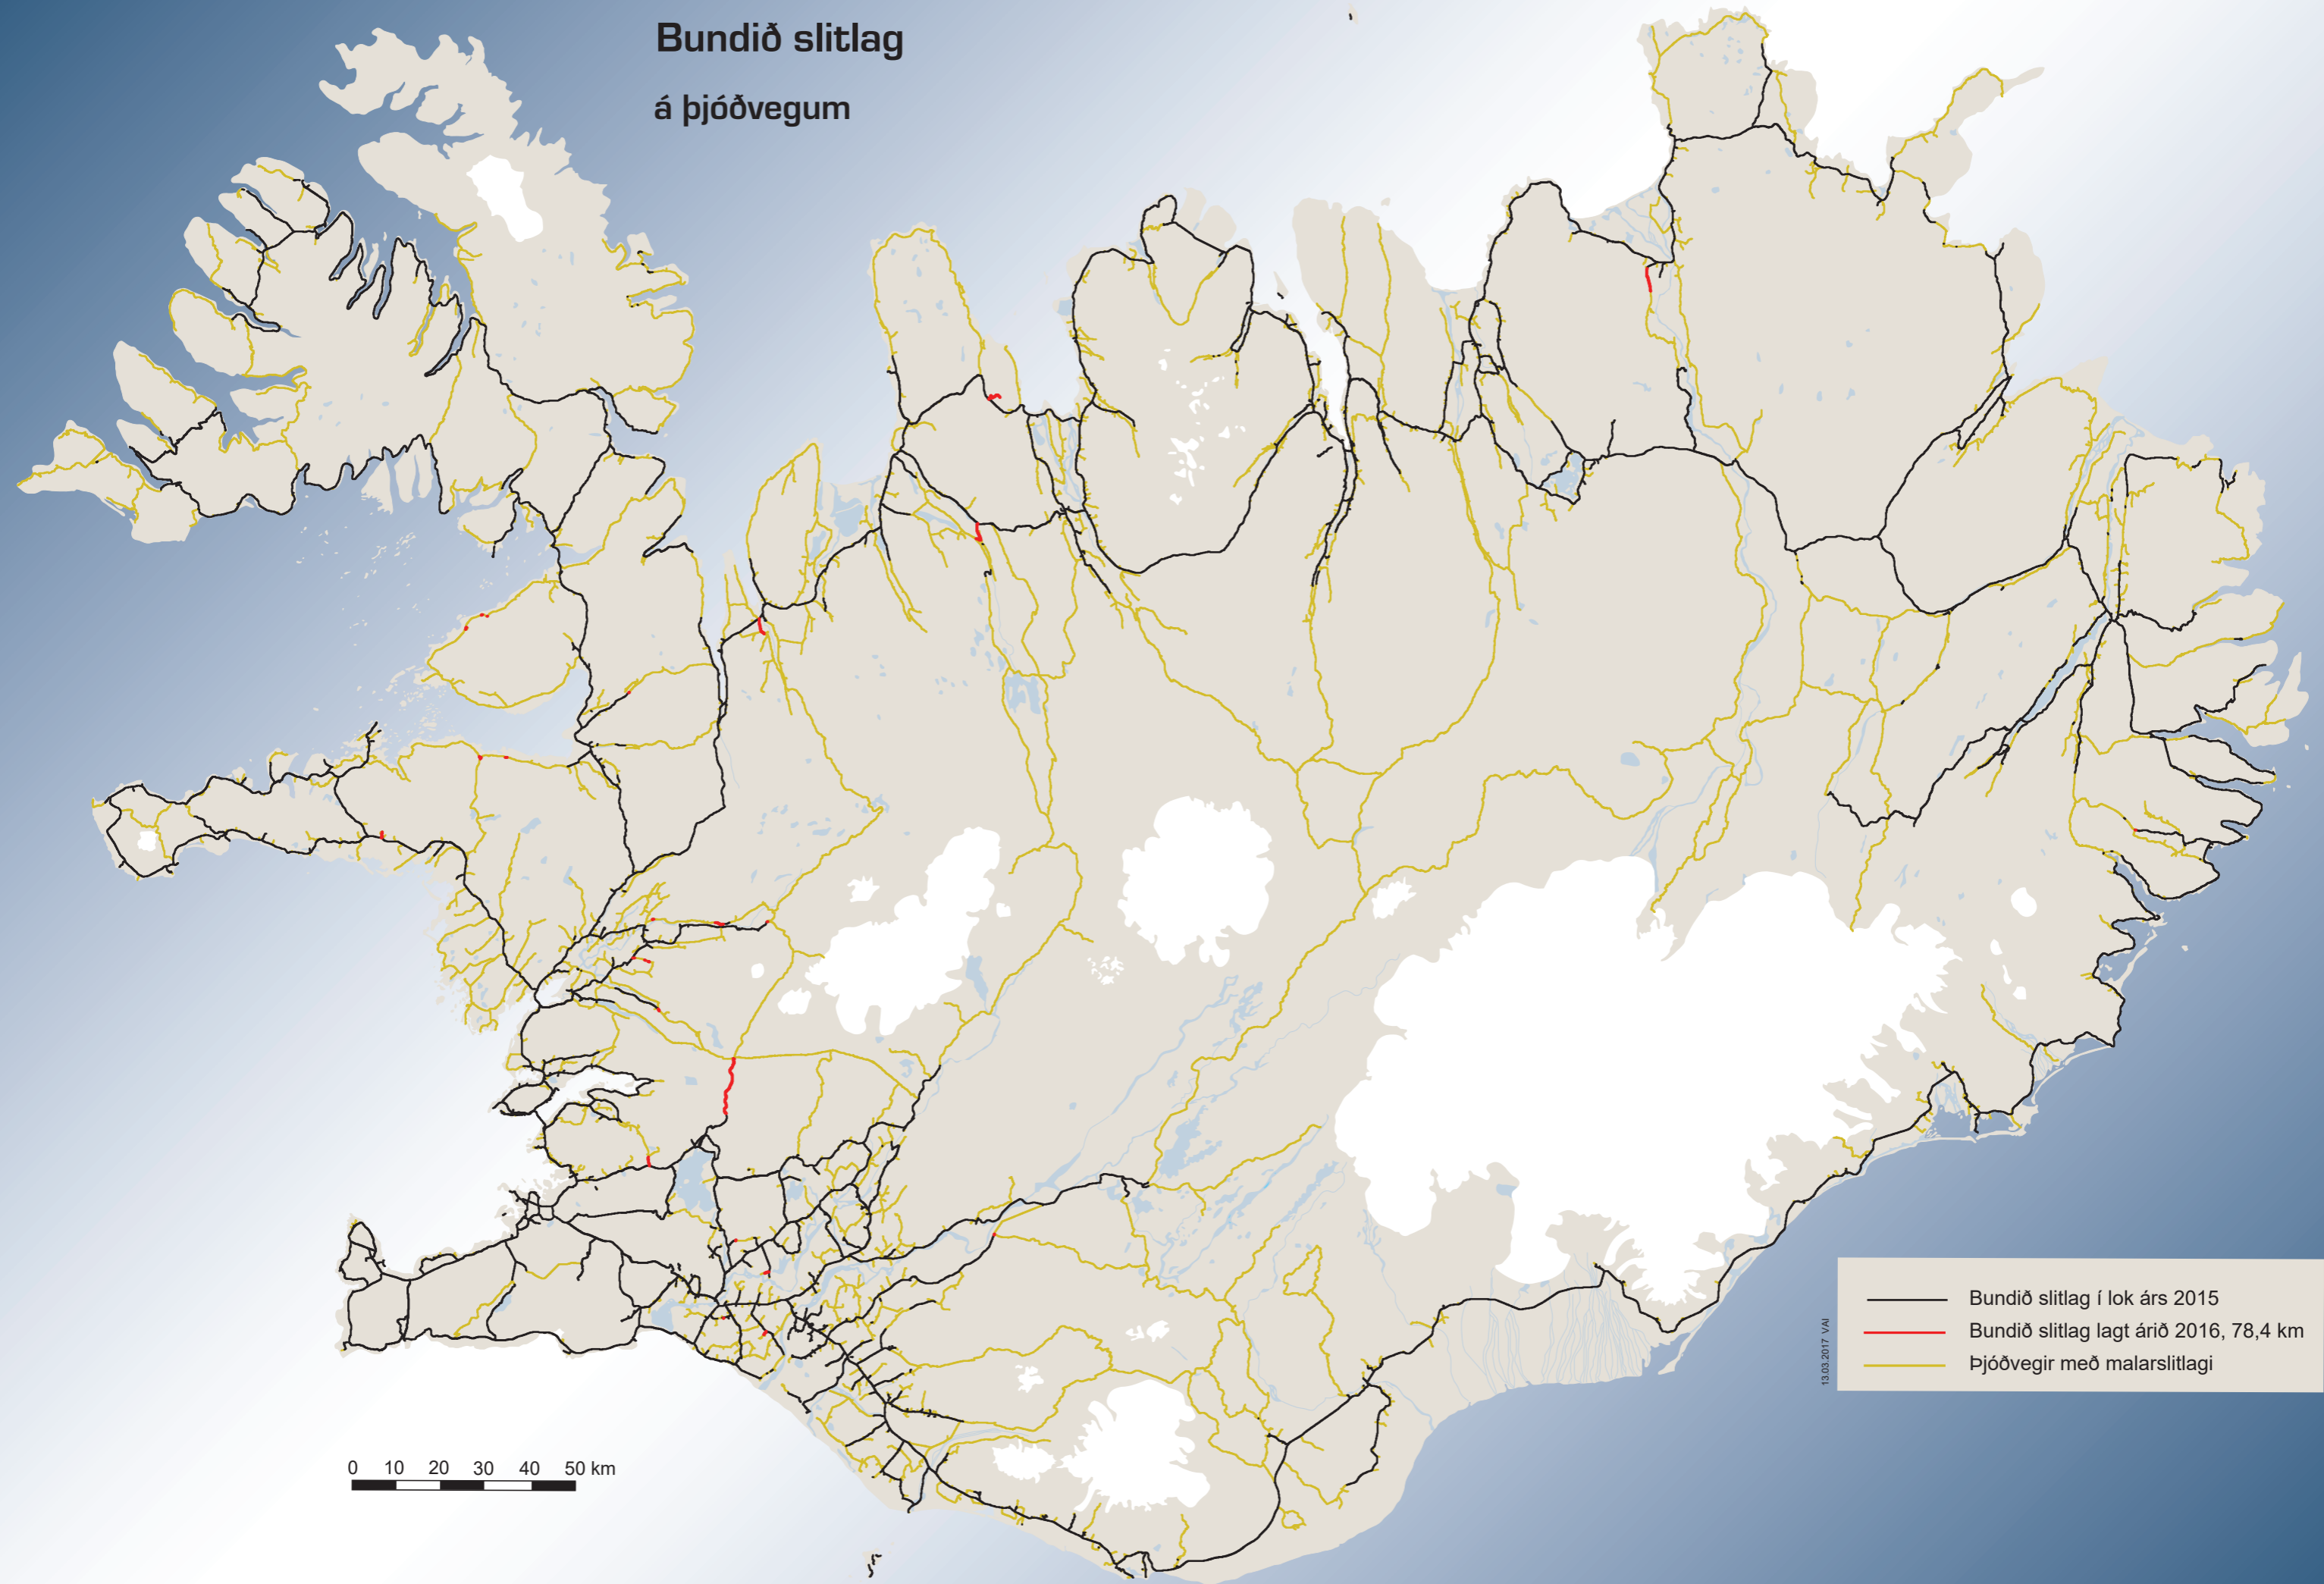 Bundið slitlag
á þjóðvegum
Bundið slitlag í lok árs 2015
Bundið slitlag lagt árið 2016, 78,4 km
Þjóðvegir með malarslitlagi
13.03.2017 VAI
0 10 20 30 40 50 km